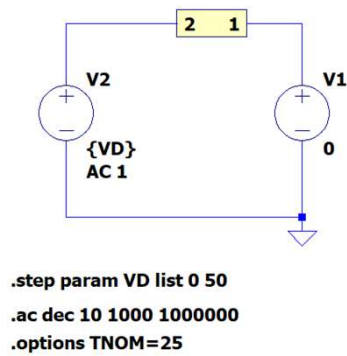 2 1
V2
V1
{VD}
0
AC 1
.step param VD list 0 50
.ac dec 10 1000 1000000
.options TNOM=25